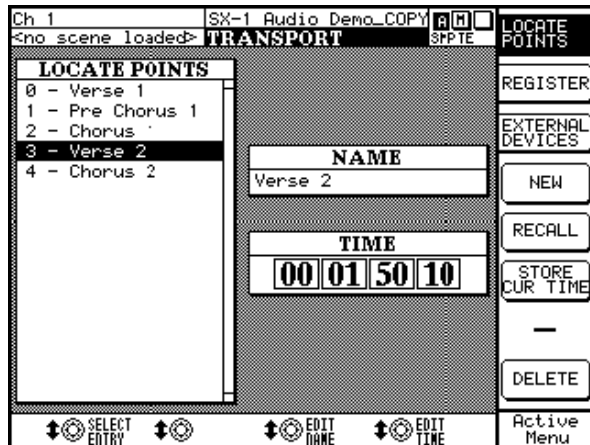 Ch 1
SX-1 Audio Demo_COPY
A M
<no scene loaded>
TRANSPORT
SMPTE
LOCATE POINTS
0 - Verse 1
1 - Pre Chorus 1
2 - Chorus
3 - Verse 2
4 - Chorus 2
NAME
Verse 2
TIME
00 01 50 10
LOCATE
POINTS
REGISTER
EXTERNAL
DEVICES
NEW
RECALL
STORE
CUR TIME
DELETE
SELECT
ENTRY
EDIT
NAME
EDIT
TIME
Active
Menu